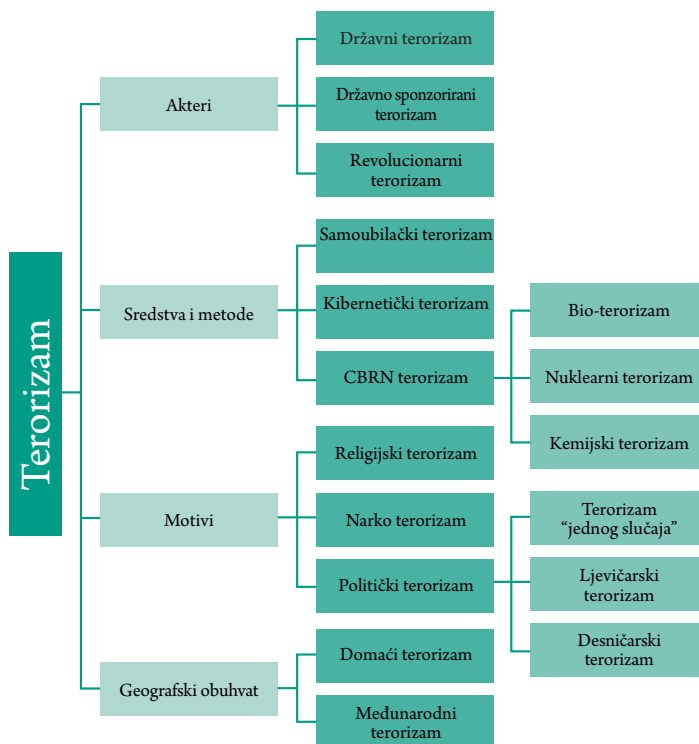 Terorizam
Akteri
Državni terorizam
Državno sponzorirani
terorizam
Revolucionarni
terorizam
Sredstva i metode
Samoubilački terorizam
Kibernetički terorizam
CBRN terorizam
Bio-terorizam
Nuklearni terorizam
Kemijski terorizam
Motivi
Religijski terorizam
Narko terorizam
Politički terorizam
Terorizam
“jednog slučaja”
Ljevičarski
terorizam
Desničarski
terorizam
Geografski obuhvat
Domaći terorizam
Međunarodni
terorizam